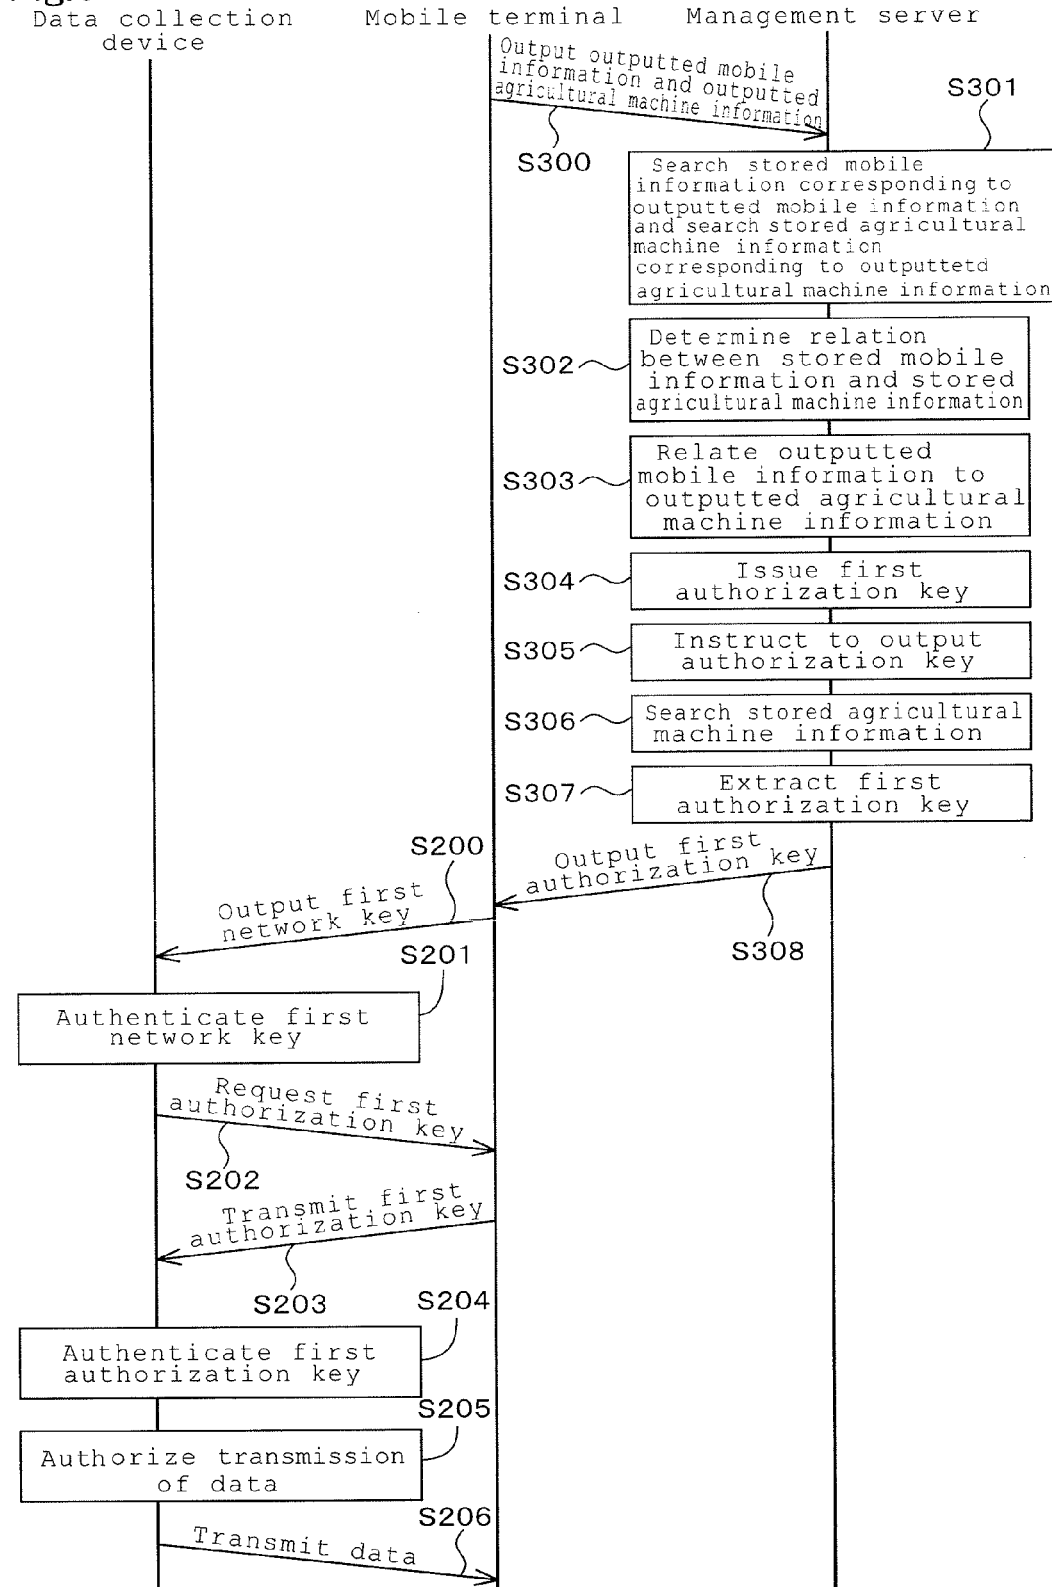 Data collection
device
Mobile terminal
Management server
Output outputted mobile
information and outputted
agricultural machine information
S300
S301
Search stored mobile
information corresponding to
outputted mobile information
and search stored agricultural
machine information
corresponding to outputtetd
agricultural machine information
S302
Determine relation
between stored mobile
information and stored
agricultural machine information
S303
Relate outputted
mobile information to
outputted agricultural
machine information
S304
Issue first
authorization key
S305
Instruct to output
authorization key
S306
Search stored agricultural
machine information
S307
Extract first
authorization key
Output first
authorization key
S308
S200
Output first
network key
S201
Authenticate first
network key
Request first
authorization key
S202
Transmit first
authorization key
S203
S204
Authenticate first
authorization key
S205
Authorize transmission
of data
S206
Transmit data